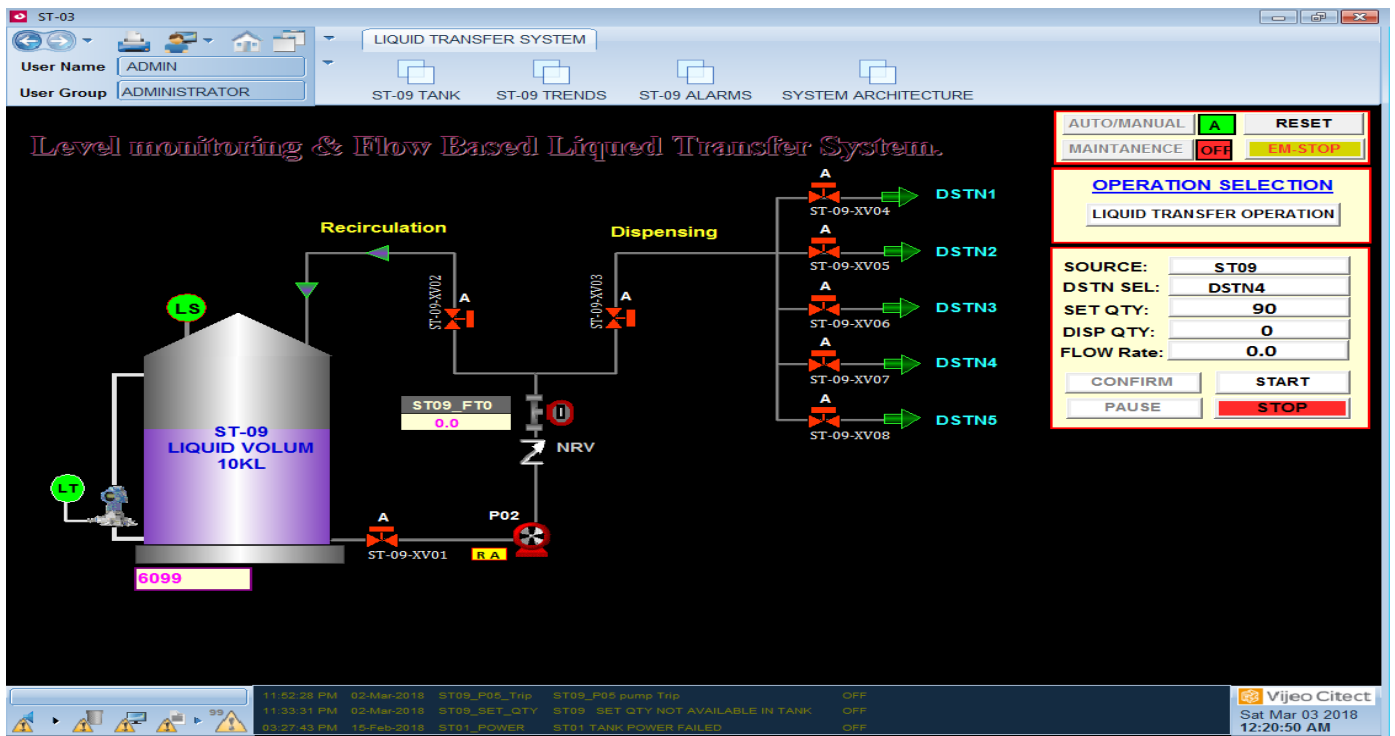 ST-03
LIQUID TRANSFER SYSTEM
User Name ADMIN
User Group ADMINISTRATOR
ST-09 TANK ST-09 TRENDS ST-09 ALARMS SYSTEM ARCHITECTURE
Level monitoring & Flow Based Liqued Transfer System.
AUTO/MANUAL A RESET
MAINTANENCE OFF EM-STOP
OPERATION SELECTION
LIQUID TRANSFER OPERATION
SOURCE: ST09
DSTN SEL: DSTN4
SET QTY: 90
DISP QTY: 0
FLOW Rate: 0.0
CONFIRM START
PAUSE STOP
Recirculation
Dispensing
A
ST-09-XV04
DSTN1
A
ST-09-XV05
DSTN2
A
ST-09-XV06
DSTN3
A
ST-09-XV07
DSTN4
A
ST-09-XV08
DSTN5
ST-09-XV02
A
ST-09-XV03
A
LS
ST09_FT0
0.0
NRV
ST-09
LIQUID VOLUM
10KL
LT
A
ST-09-XV01
P02
R A
6099
11:52:28 PM 02-Mar-2018 ST09_P05_Trip ST09_P05 pump Trip OFF
11:33:31 PM 02-Mar-2018 ST09_SET_QTY ST09 SET QTY NOT AVAILABLE IN TANK OFF
03:27:43 PM 15-Feb-2018 ST01_POWER ST01 TANK POWER FAILED OFF
99
Vijeo Citect
Sat Mar 03 2018
12:20:50 AM